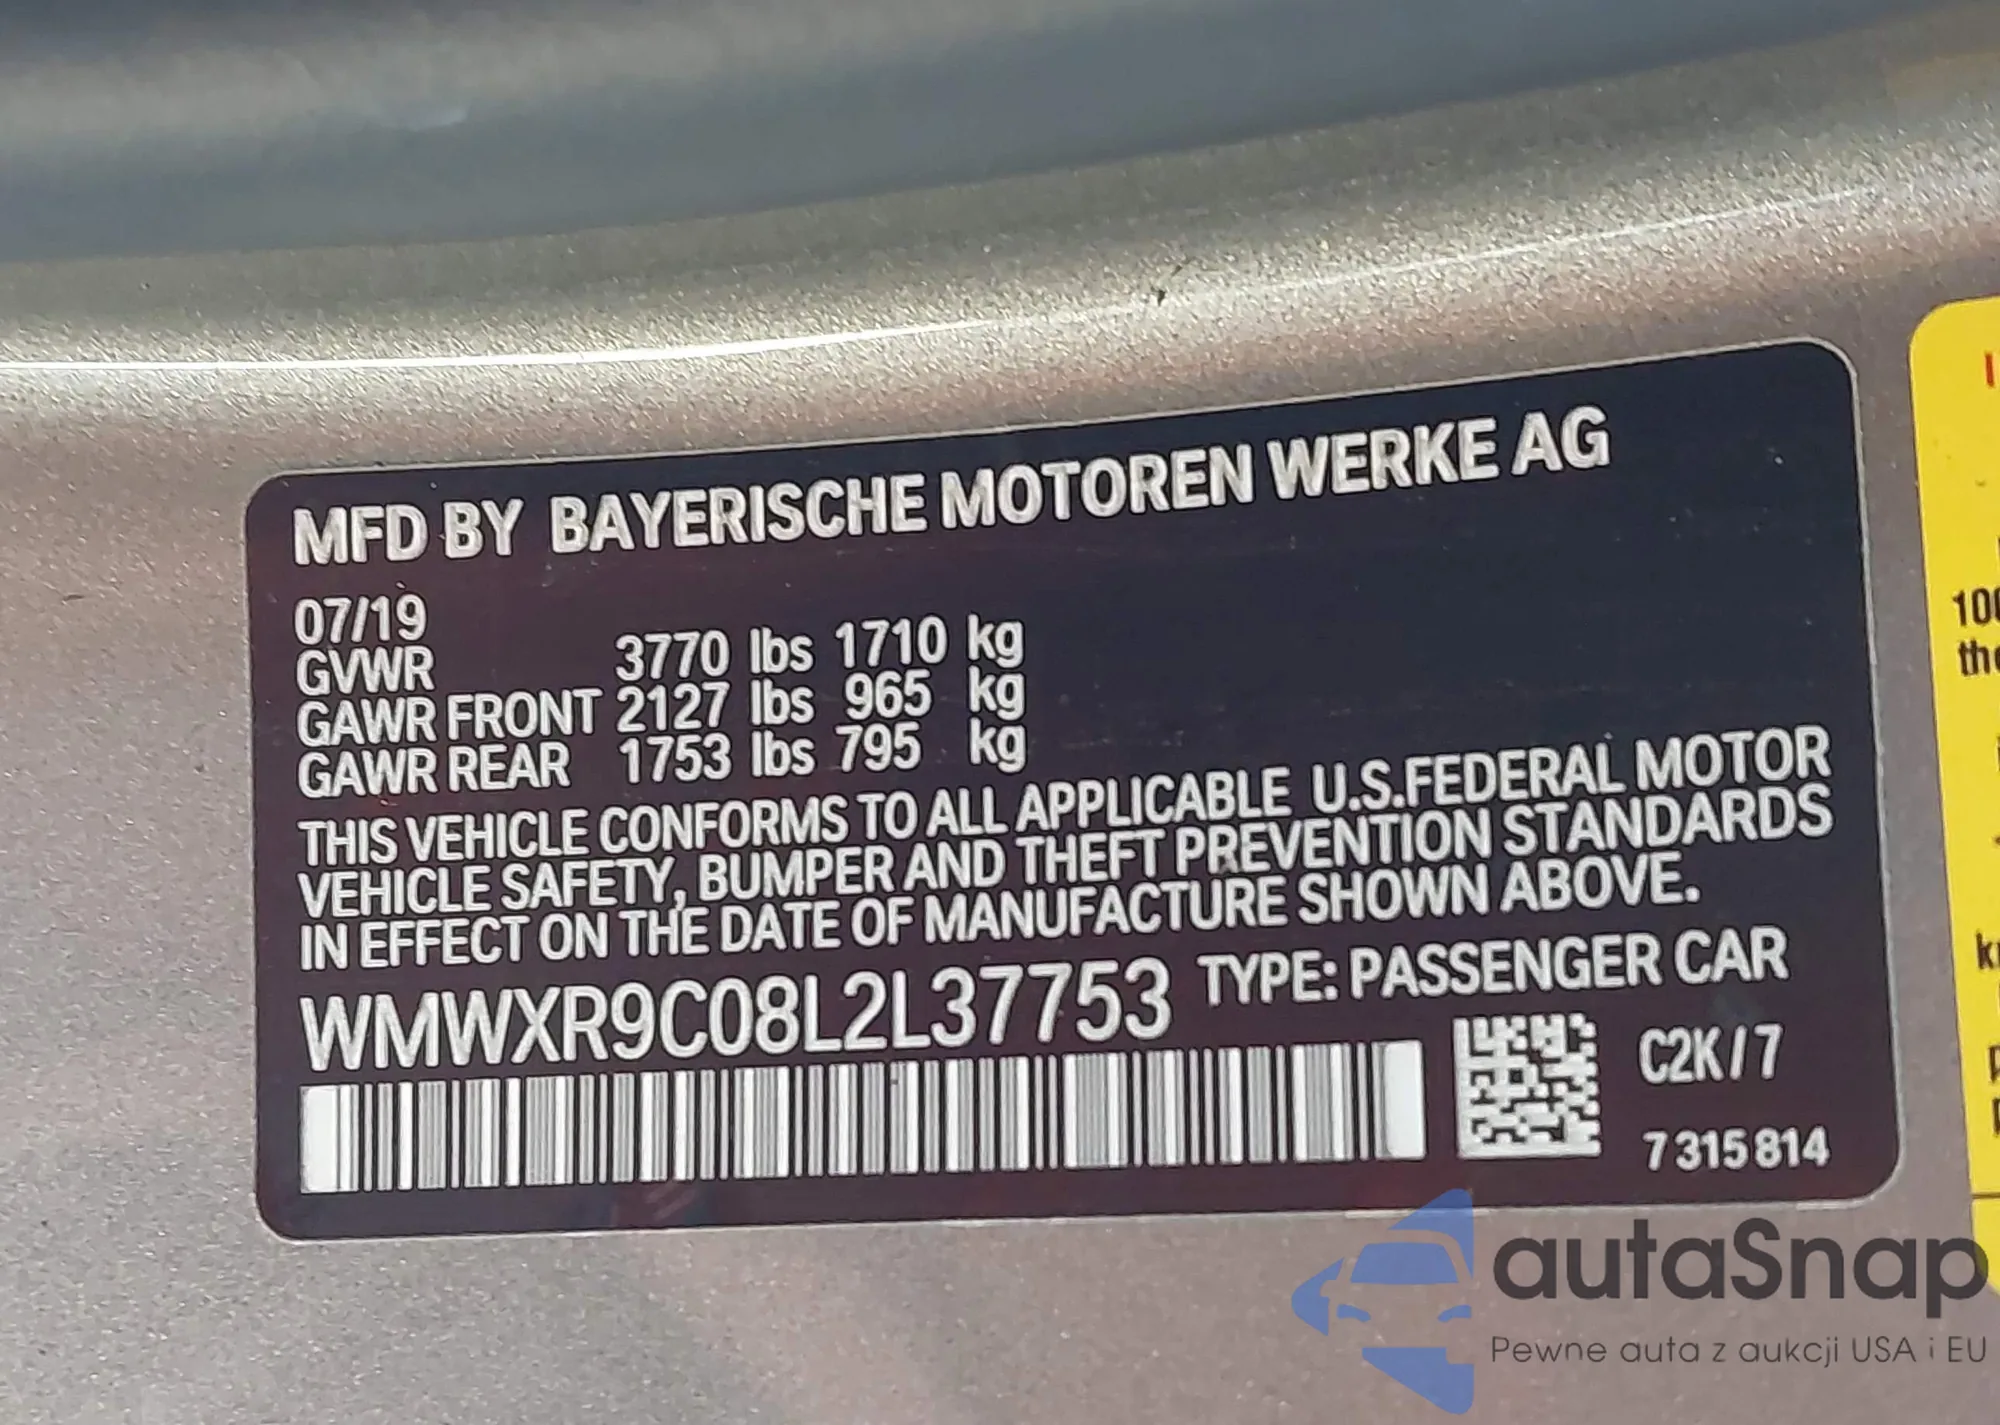 MFD BY BAYERISCHE MOTOREN WERKE AG
07/19
GVWR 3770 lbs 1710 kg
GAWR FRONT 2127 lbs 965 kg
GAWR REAR 1753 lbs 795 kg
THIS VEHICLE CONFORMS TO ALL APPLICABLE U.S.FEDERAL MOTOR
VEHICLE SAFETY, BUMPER AND THEFT PREVENTION STANDARDS
IN EFFECT ON THE DATE OF MANUFACTURE SHOWN ABOVE.
WMWXR9C08L2L37753 TYPE: PASSENGER CAR
C2K/7
7 315 814
autaSnap
Pewne auta z aukcji USA i EU